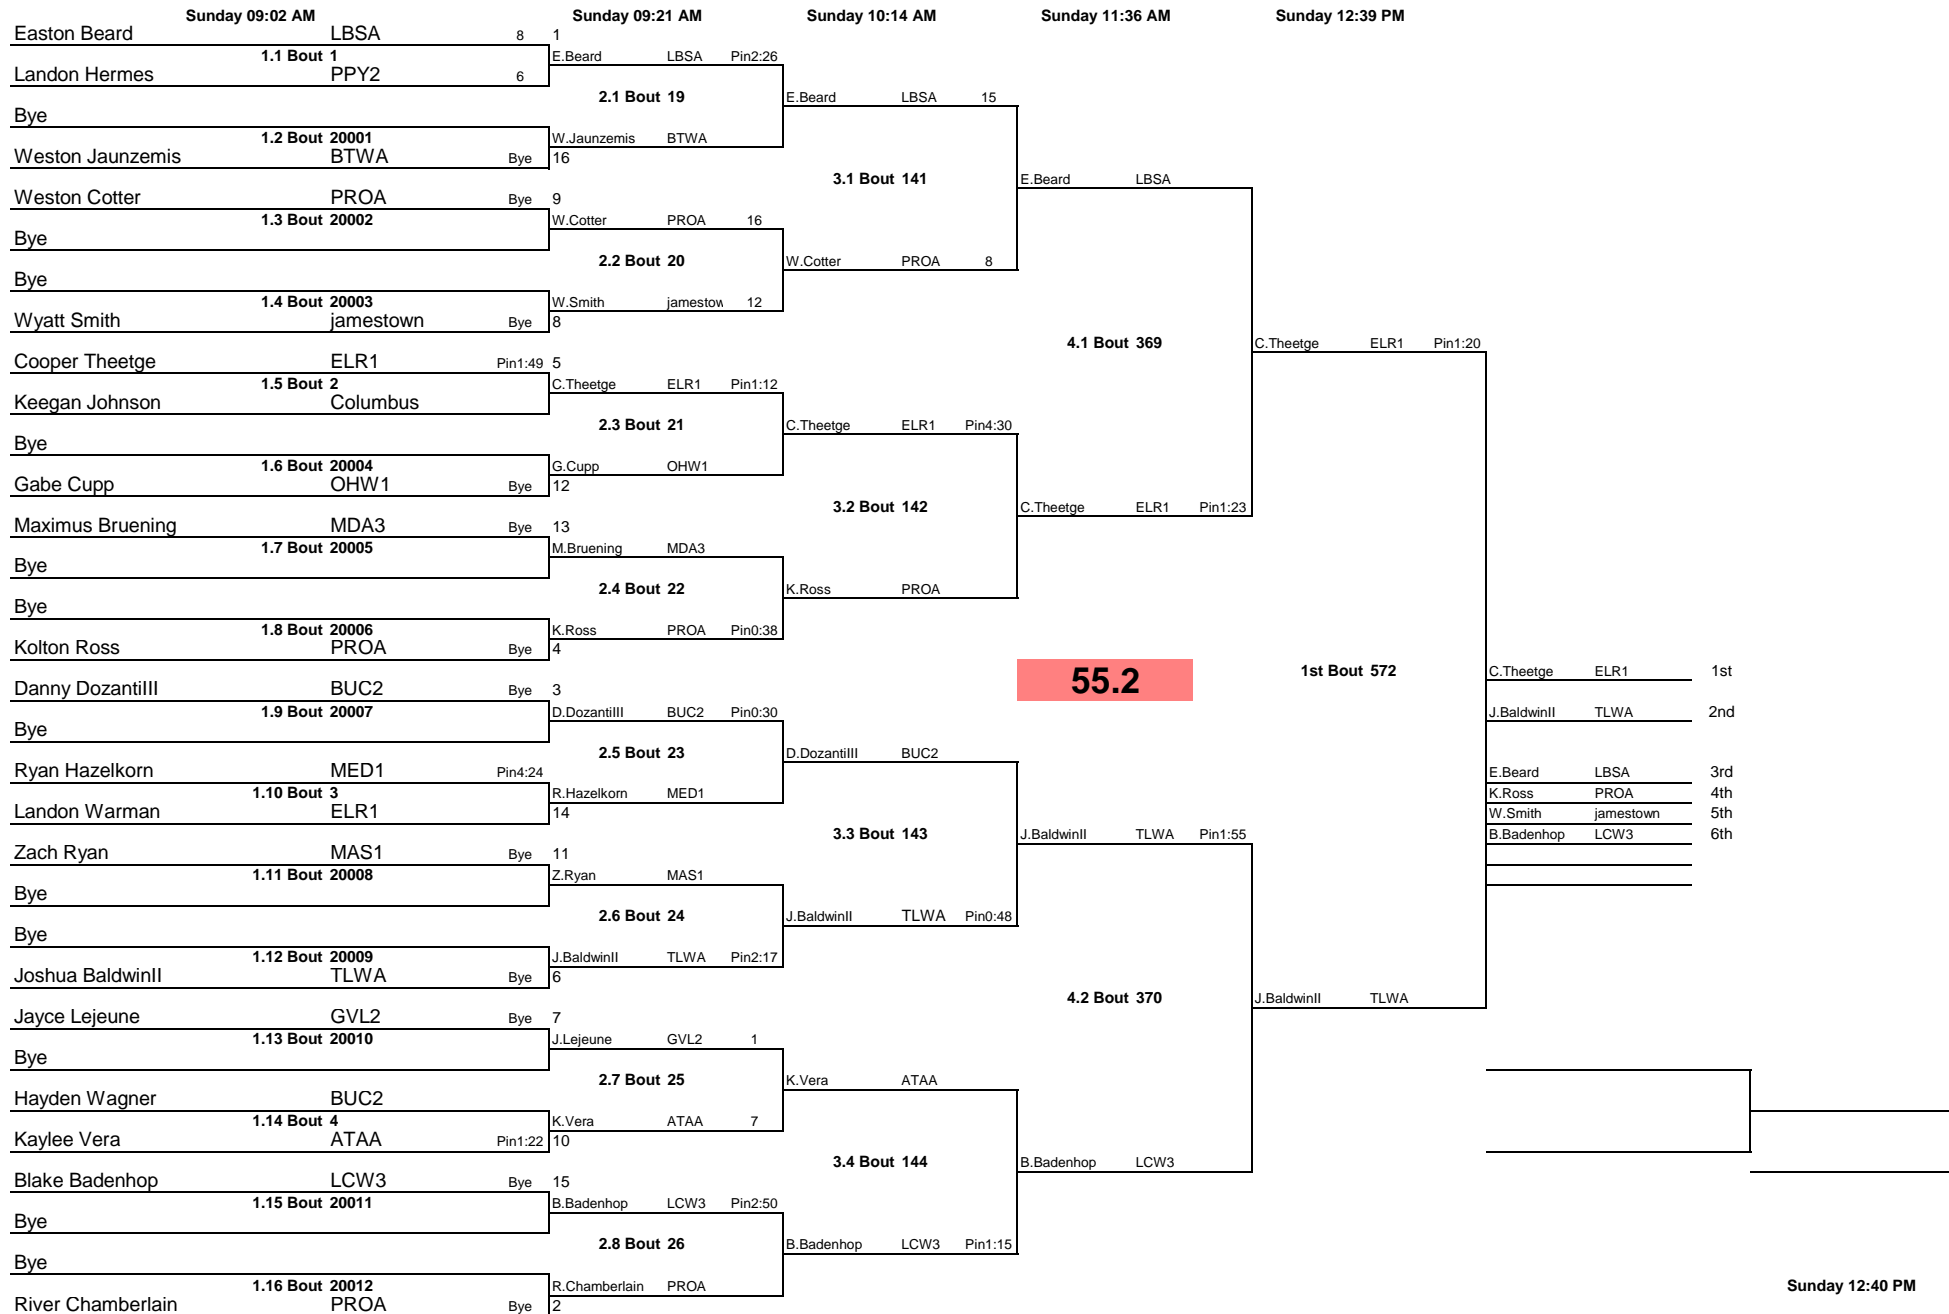 Sunday 09:02 AM Sunday 09:21 AM Sunday 10:14 AM Sunday 11:36 AM Sunday 12:39 PM
Easton Beard LBSA 8 1
1.1 Bout 1 E.Beard LBSA Pin2:26
Landon Hermes PPY2 6
2.1 Bout 19 E.Beard LBSA 15
Bye
1.2 Bout 20001 W.Jaunzemis BTWA
Weston Jaunzemis BTWA Bye 16
3.1 Bout 141 E.Beard LBSA
Weston Cotter PROA Bye 9
1.3 Bout 20002 W.Cotter PROA 16
Bye
2.2 Bout 20 W.Cotter PROA 8
Bye
1.4 Bout 20003 W.Smith jamestow 12
Wyatt Smith jamestown Bye 8
4.1 Bout 369 C.Theetge ELR1 Pin1:20
Cooper Theetge ELR1 Pin1:49 5
1.5 Bout 2 C.Theetge ELR1 Pin1:12
Keegan Johnson Columbus
2.3 Bout 21 C.Theetge ELR1 Pin4:30
Bye
1.6 Bout 20004 G.Cupp OHW1
Gabe Cupp OHW1 Bye 12
3.2 Bout 142 C.Theetge ELR1 Pin1:23
Maximus Bruening MDA3 Bye 13
1.7 Bout 20005 M.Bruening MDA3
Bye
2.4 Bout 22 K.Ross PROA
Bye
1.8 Bout 20006 K.Ross PROA Pin0:38
Kolton Ross PROA Bye 4
55.2 1st Bout 572 C.Theetge ELR1 1st
Danny DozantiIII BUC2 Bye 3
1.9 Bout 20007 D.DozantiIII BUC2 Pin0:30 J.BaldwinII TLWA 2nd
Bye
2.5 Bout 23 D.DozantiIII BUC2
Ryan Hazelkorn MED1 Pin4:24 E.Beard LBSA 3rd
1.10 Bout 3 R.Hazelkorn MED1 K.Ross PROA 4th
Landon Warman ELR1 14 W.Smith jamestown 5th
3.3 Bout 143 J.BaldwinII TLWA Pin1:55 B.Badenhop LCW3 6th
Zach Ryan MAS1 Bye 11
1.11 Bout 20008 Z.Ryan MAS1
Bye
2.6 Bout 24 J.BaldwinII TLWA Pin0:48
Bye
1.12 Bout 20009 J.BaldwinII TLWA Pin2:17
Joshua BaldwinII TLWA Bye 6
4.2 Bout 370 J.BaldwinII TLWA
Jayce Lejeune GVL2 Bye 7
1.13 Bout 20010 J.Lejeune GVL2 1
Bye
2.7 Bout 25 K.Vera ATAA
Hayden Wagner BUC2
1.14 Bout 4 K.Vera ATAA 7
Kaylee Vera ATAA Pin1:22 10
3.4 Bout 144 B.Badenhop LCW3
Blake Badenhop LCW3 Bye 15
1.15 Bout 20011 B.Badenhop LCW3 Pin2:50
Bye
2.8 Bout 26 B.Badenhop LCW3 Pin1:15
Bye
1.16 Bout 20012 R.Chamberlain PROA Sunday 12:40 PM
River Chamberlain PROA Bye 2